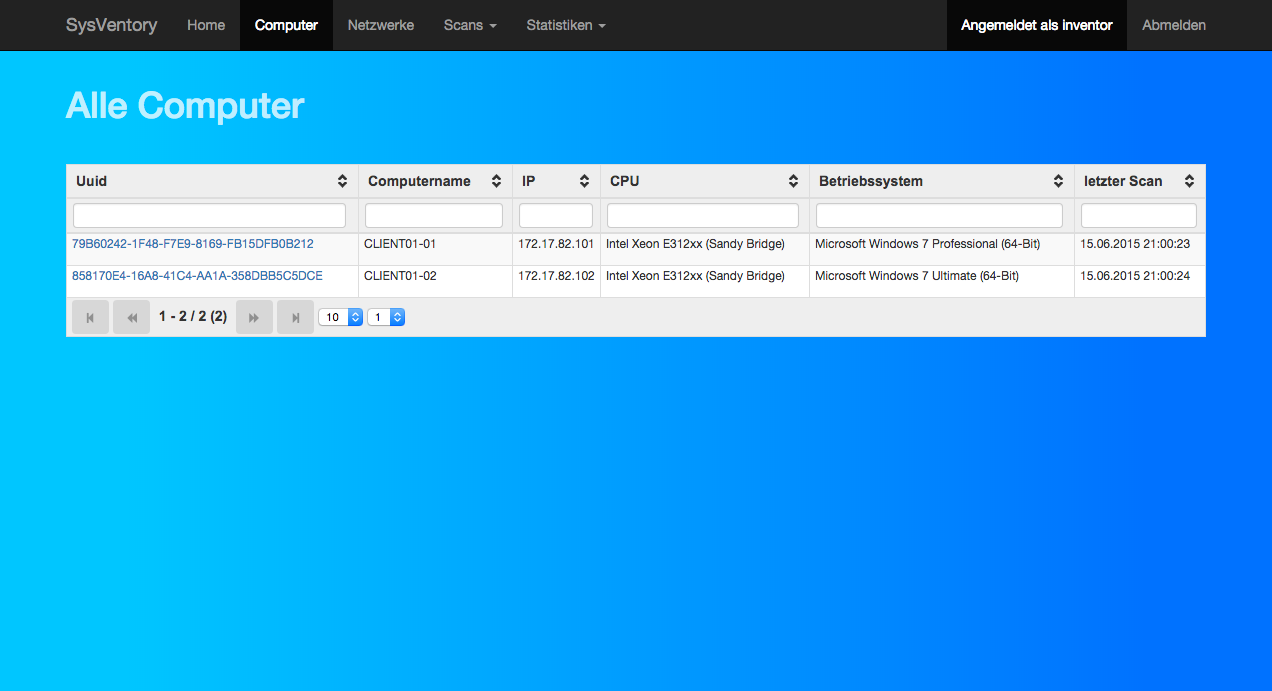 SysVentory Home Computer Netzwerke Scans Statistiken Angemeldet als inventor Abmelden
Alle Computer
Uuid Computername IP CPU Betriebssystem letzter Scan
79B60242-1F48-F7E9-8169-FB15DFB0B212 CLIENT01-01 172.17.82.101 Intel Xeon E312xx (Sandy Bridge) Microsoft Windows 7 Professional (64-Bit) 15.06.2015 21:00:23
858170E4-16A8-41C4-AA1A-358DBB5C5DCE CLIENT01-02 172.17.82.102 Intel Xeon E312xx (Sandy Bridge) Microsoft Windows 7 Ultimate (64-Bit) 15.06.2015 21:00:24
1 - 2 / 2 (2) 10 1